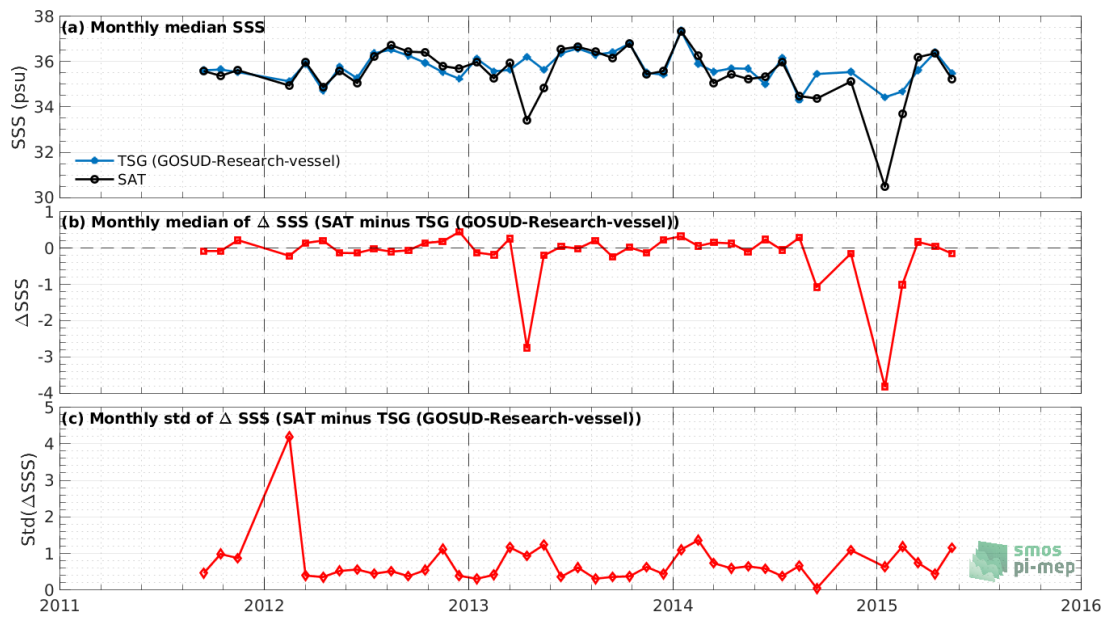 38
(a) Monthly median SSS
36
34
32
30
SSS (psu)
TSG (GOSUD-Research-vessel)
SAT
1
(b) Monthly median of Δ SSS (SAT minus TSG (GOSUD-Research-vessel))
0
-1
-2
-3
-4
ΔSSS
5
(c) Monthly std of Δ SSS (SAT minus TSG (GOSUD-Research-vessel))
4
3
2
1
0
Std(ΔSSS)
smos
pi-mep
2011 2012 2013 2014 2015 2016